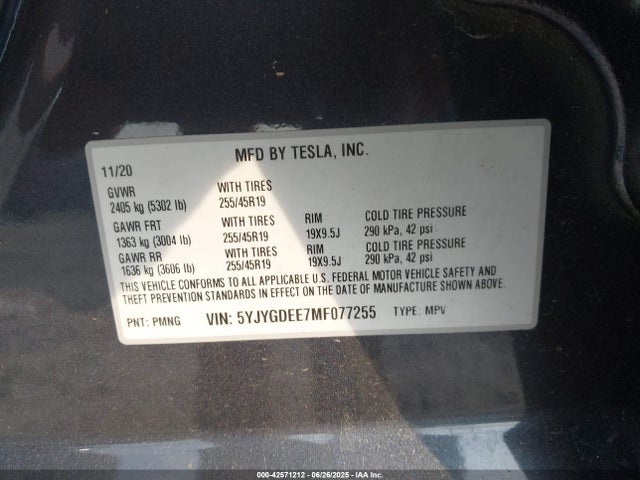 MFD BY TESLA, INC.
11/20
GVWR WITH TIRES
2405 kg (5302 lb) 255/45R19
GAWR FRT WITH TIRES RIM COLD TIRE PRESSURE
1363 kg (3004 lb) 255/45R19 19X9.5J 290 kPa, 42 psi
GAWR RR WITH TIRES RIM COLD TIRE PRESSURE
1636 kg (3606 lb) 255/45R19 19X9.5J 290 kPa, 42 psi
THIS VEHICLE CONFORMS TO ALL APPLICABLE U.S. FEDERAL MOTOR VEHICLE SAFETY AND
THEFT PREVENTION STANDARDS IN EFFECT ON THE DATE OF MANUFACTURE SHOWN ABOVE.
PNT: PMNG VIN: 5YJYGDEE7MF077255 TYPE: MPV
000-42571212 - 06/26/2025 - IAA Inc.